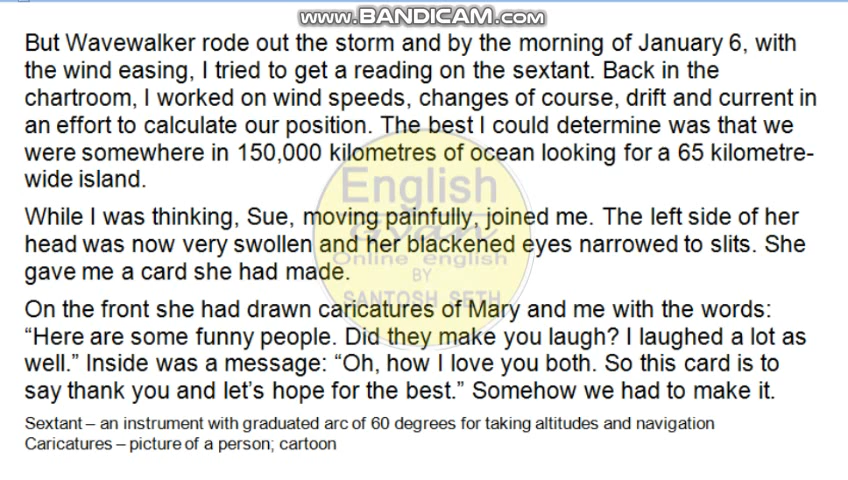 www.BANDICAM.com
But Wavewalker rode out the storm and by the morning of January 6, with
the wind easing, I tried to get a reading on the sextant. Back in the
chartroom, I worked on wind speeds, changes of course, drift and current in
an effort to calculate our position. The best I could determine was that we
were somewhere in 150,000 kilometres of ocean looking for a 65 kilometre-
wide island.
While I was thinking, Sue, moving painfully, joined me. The left side of her
head was now very swollen and her blackened eyes narrowed to slits. She
gave me a card she had made.
On the front she had drawn caricatures of Mary and me with the words:
“Here are some funny people. Did they make you laugh? I laughed a lot as
well.” Inside was a message: “Oh, how I love you both. So this card is to
say thank you and let’s hope for the best.” Somehow we had to make it.
Sextant – an instrument with graduated arc of 60 degrees for taking altitudes and navigation
Caricatures – picture of a person; cartoon
English
Gyan
Online english
BY
SANTOSH SETH